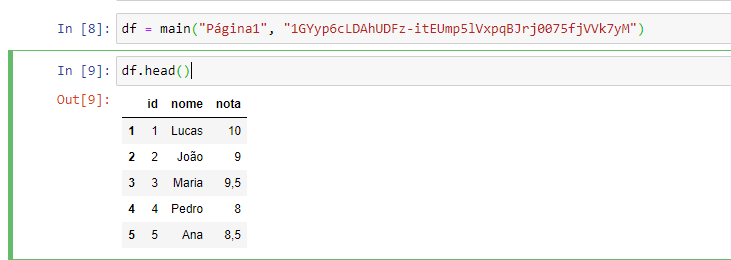 In [8]: df = main("Página1", "1GYyp6cLDAhUDFz-itEUmp5lVxpqBJrj0075fjVVk7yM")
In [9]: df.head()
Out[9]:
id nome nota
1 1 Lucas 10
2 2 João 9
3 3 Maria 9,5
4 4 Pedro 8
5 5 Ana 8,5